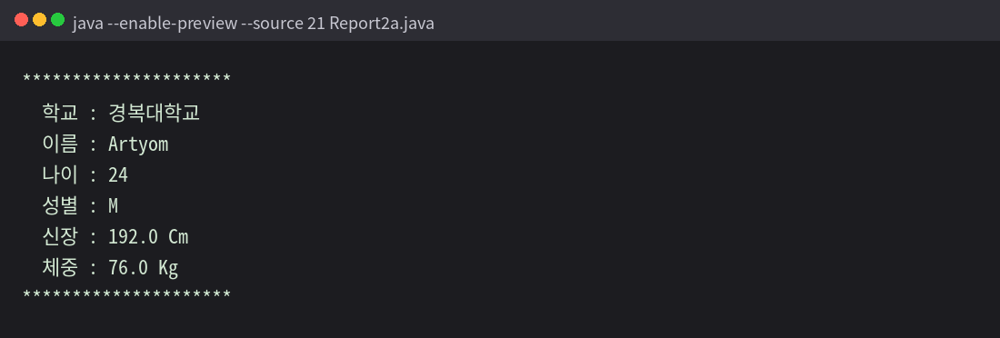 java --enable-preview --source 21 Report2a.java
*********************
학교 : 경복대학교
이름 : Artyom
나이 : 24
성별 : M
신장 : 192.0 Cm
체중 : 76.0 Kg
*********************